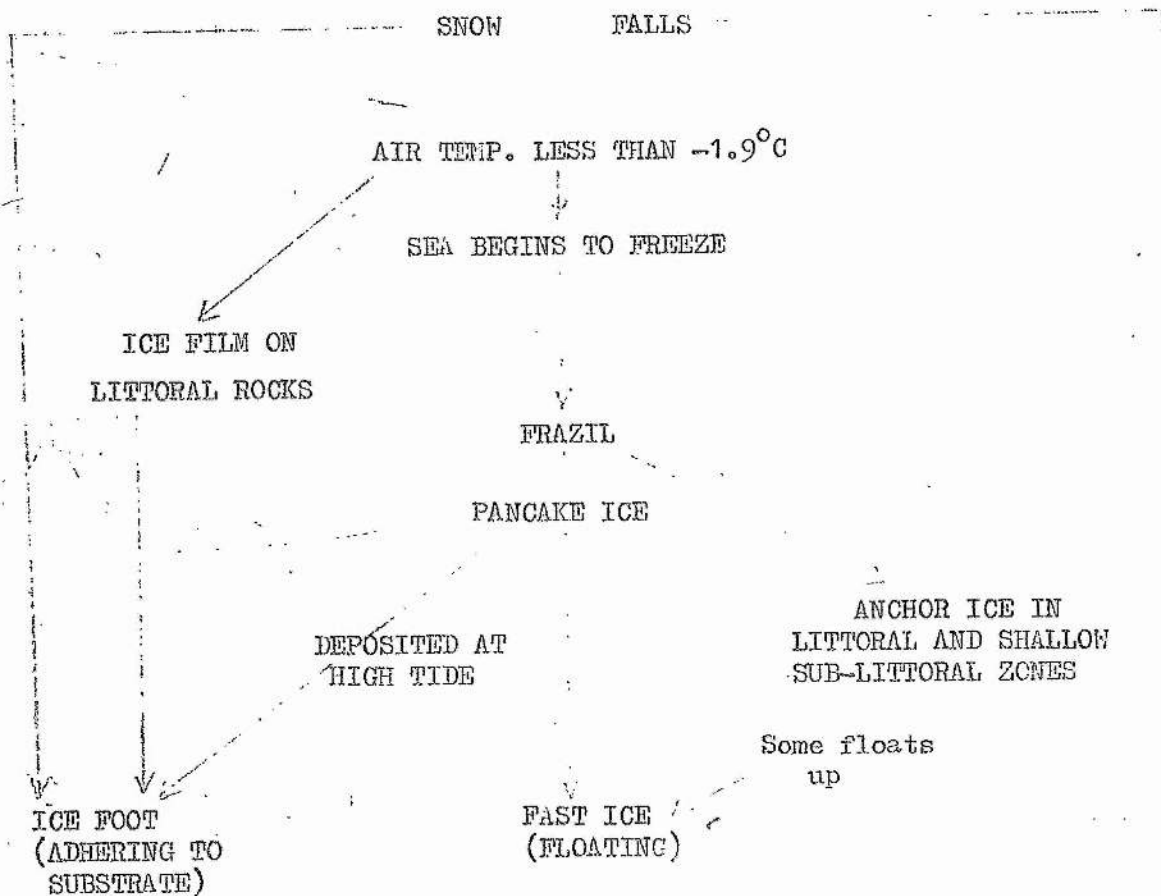 SNOW FALLS
AIR TEMP. LESS THAN -1.9°C
SEA BEGINS TO FREEZE
ICE FILM ON
LITTORAL ROCKS
FRAZIL
PANCAKE ICE
DEPOSITED AT
HIGH TIDE
ANCHOR ICE IN
LITTORAL AND SHALLOW
SUB-LITTORAL ZONES
Some floats
up
ICE FOOT
(ADHERING TO
SUBSTRATE)
FAST ICE
(FLOATING)